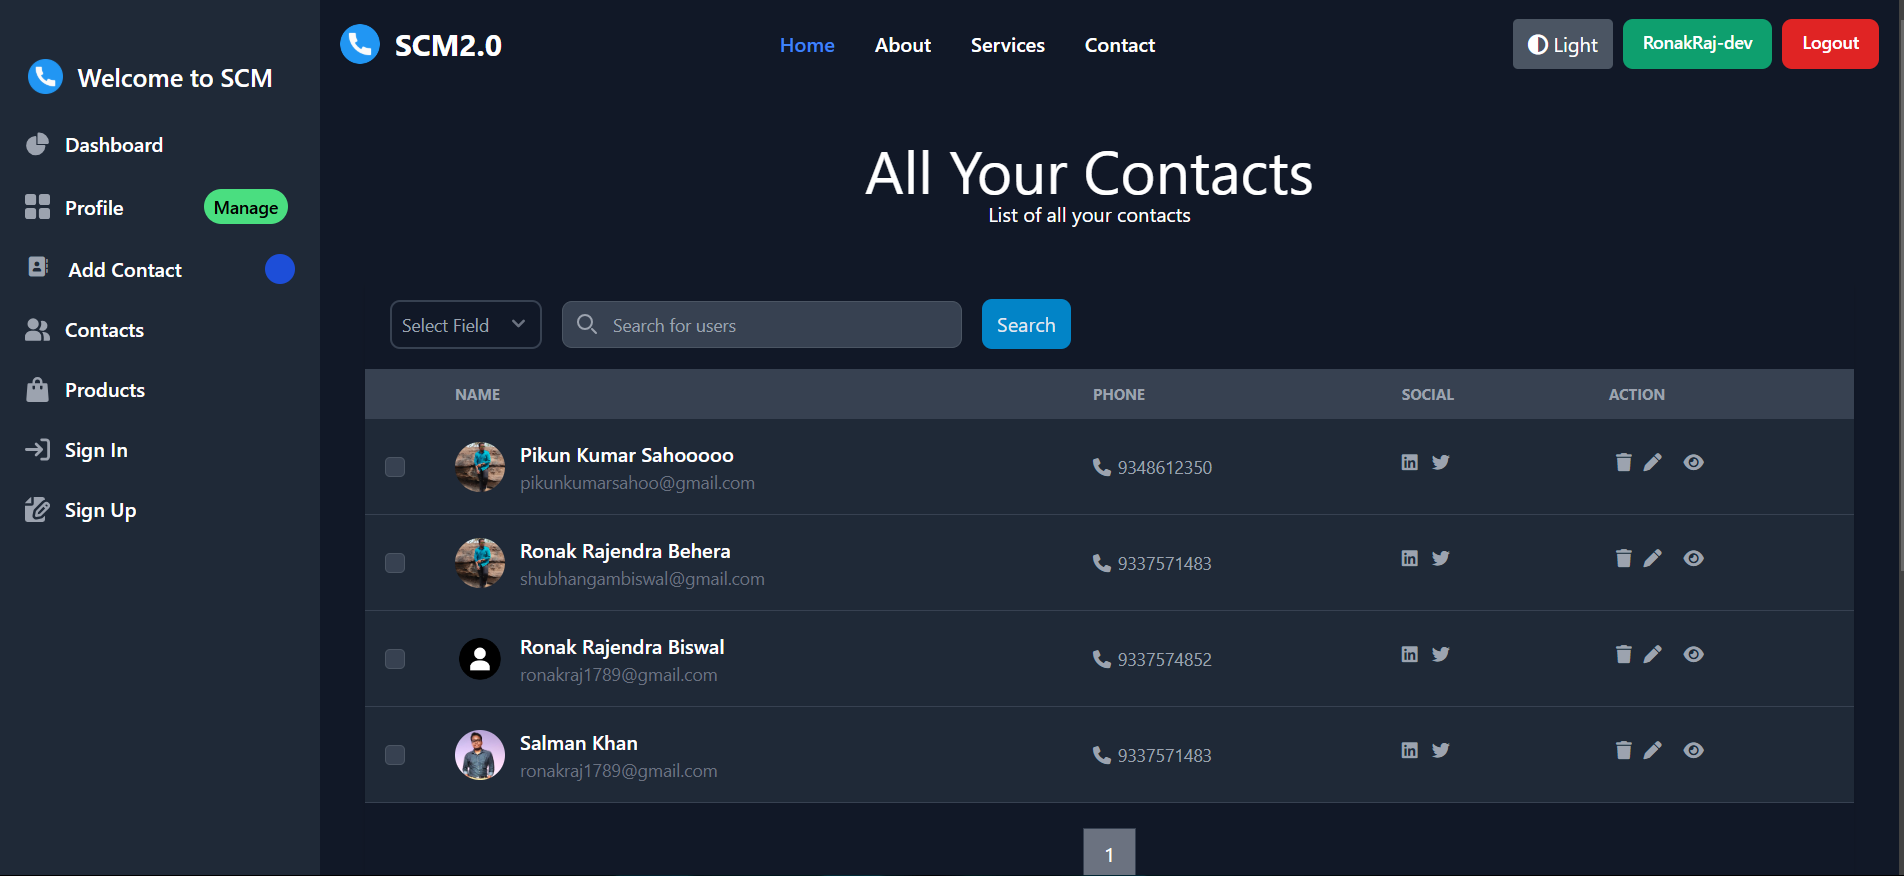 Welcome to SCM
Dashboard
Profile Manage
Add Contact
Contacts
Products
Sign In
Sign Up
SCM2.0 Home About Services Contact Light RonakRaj-dev Logout
All Your Contacts
List of all your contacts
Select Field Search for users Search
NAME PHONE SOCIAL ACTION
Pikun Kumar Sahooooo
pikunkumarsahoo@gmail.com
9348612350
Ronak Rajendra Behera
shubhangambiswal@gmail.com
9337571483
Ronak Rajendra Biswal
ronakraj1789@gmail.com
9337574852
Salman Khan
ronakraj1789@gmail.com
9337571483
1